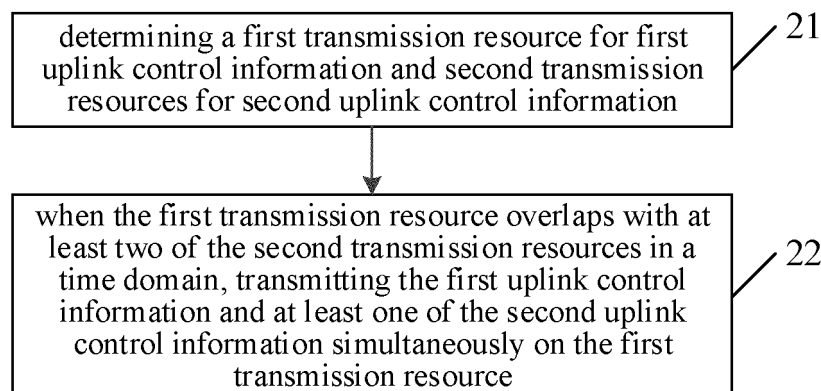 determining a first transmission resource for first
uplink control information and second transmission
resources for second uplink control information
21
when the first transmission resource overlaps with at
least two of the second transmission resources in a
time domain, transmitting the first uplink control
information and at least one of the second uplink
control information simultaneously on the first
transmission resource
22